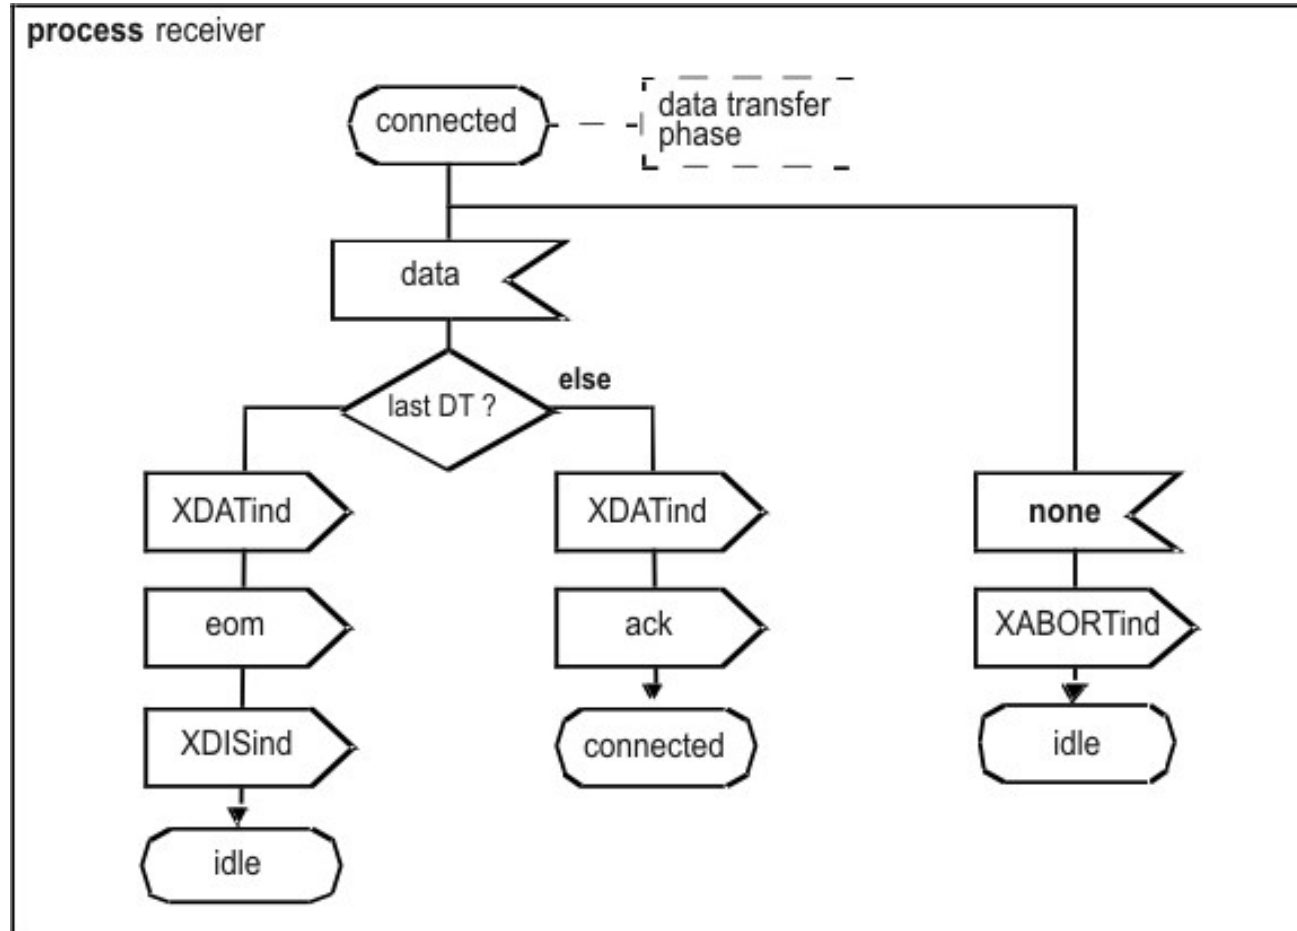 process receiver
connected
data transfer
phase
data
last DT ?
else
XDATind
XDATind
none
eom
ack
XABORTind
XDISind
connected
idle
idle